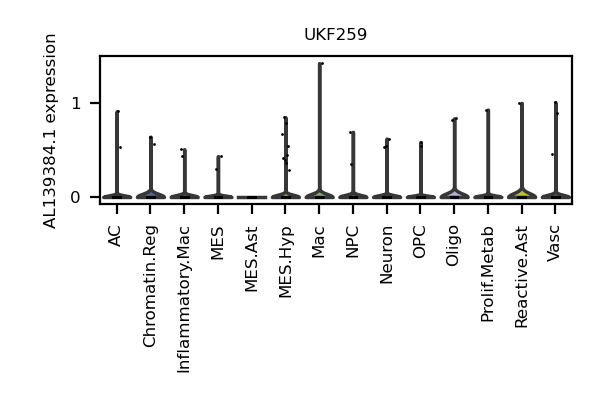 UKF259
AL139384.1 expression
1
0
AC
Chromatin.Reg
Inflammatory.Mac
MES
MES.Ast
MES.Hyp
Mac
NPC
Neuron
OPC
Oligo
Prolif.Metab
Reactive.Ast
Vasc